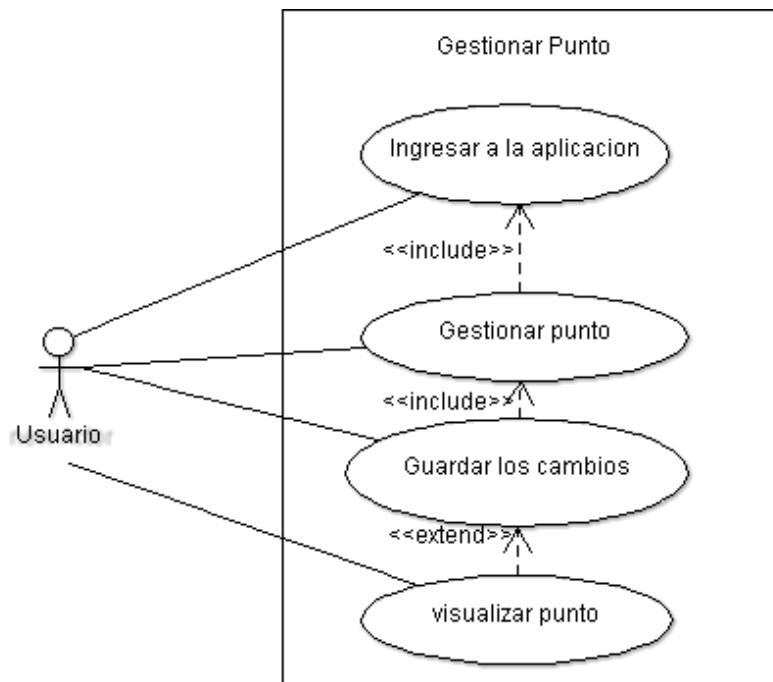 Gestionar Punto
Ingresar a la aplicacion
<<include>>
Gestionar punto
<<include>>
Usuario
Guardar los cambios
<<extend>>
visualizar punto